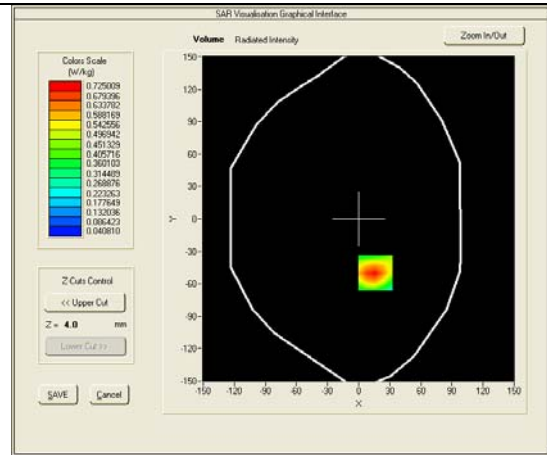 SAR Visualisation Graphical Interface
Volume Radiated Intensity
Zoom In/Out
Colors Scale
(W/kg)
0.725009
0.679396
0.633782
0.588169
0.542556
0.496942
0.451329
0.405716
0.360103
0.314489
0.268876
0.223263
0.177649
0.132036
0.086423
0.040810
Z Cuts Control
<< Upper Cut
Z = 4.0 mm
Lower Cut >>
SAVE Cancel
Y
150
120
90
60
30
0
-30
-60
-90
-120
-150
-150 -120 -90 -60 -30 0 30 60 90 120 150
X